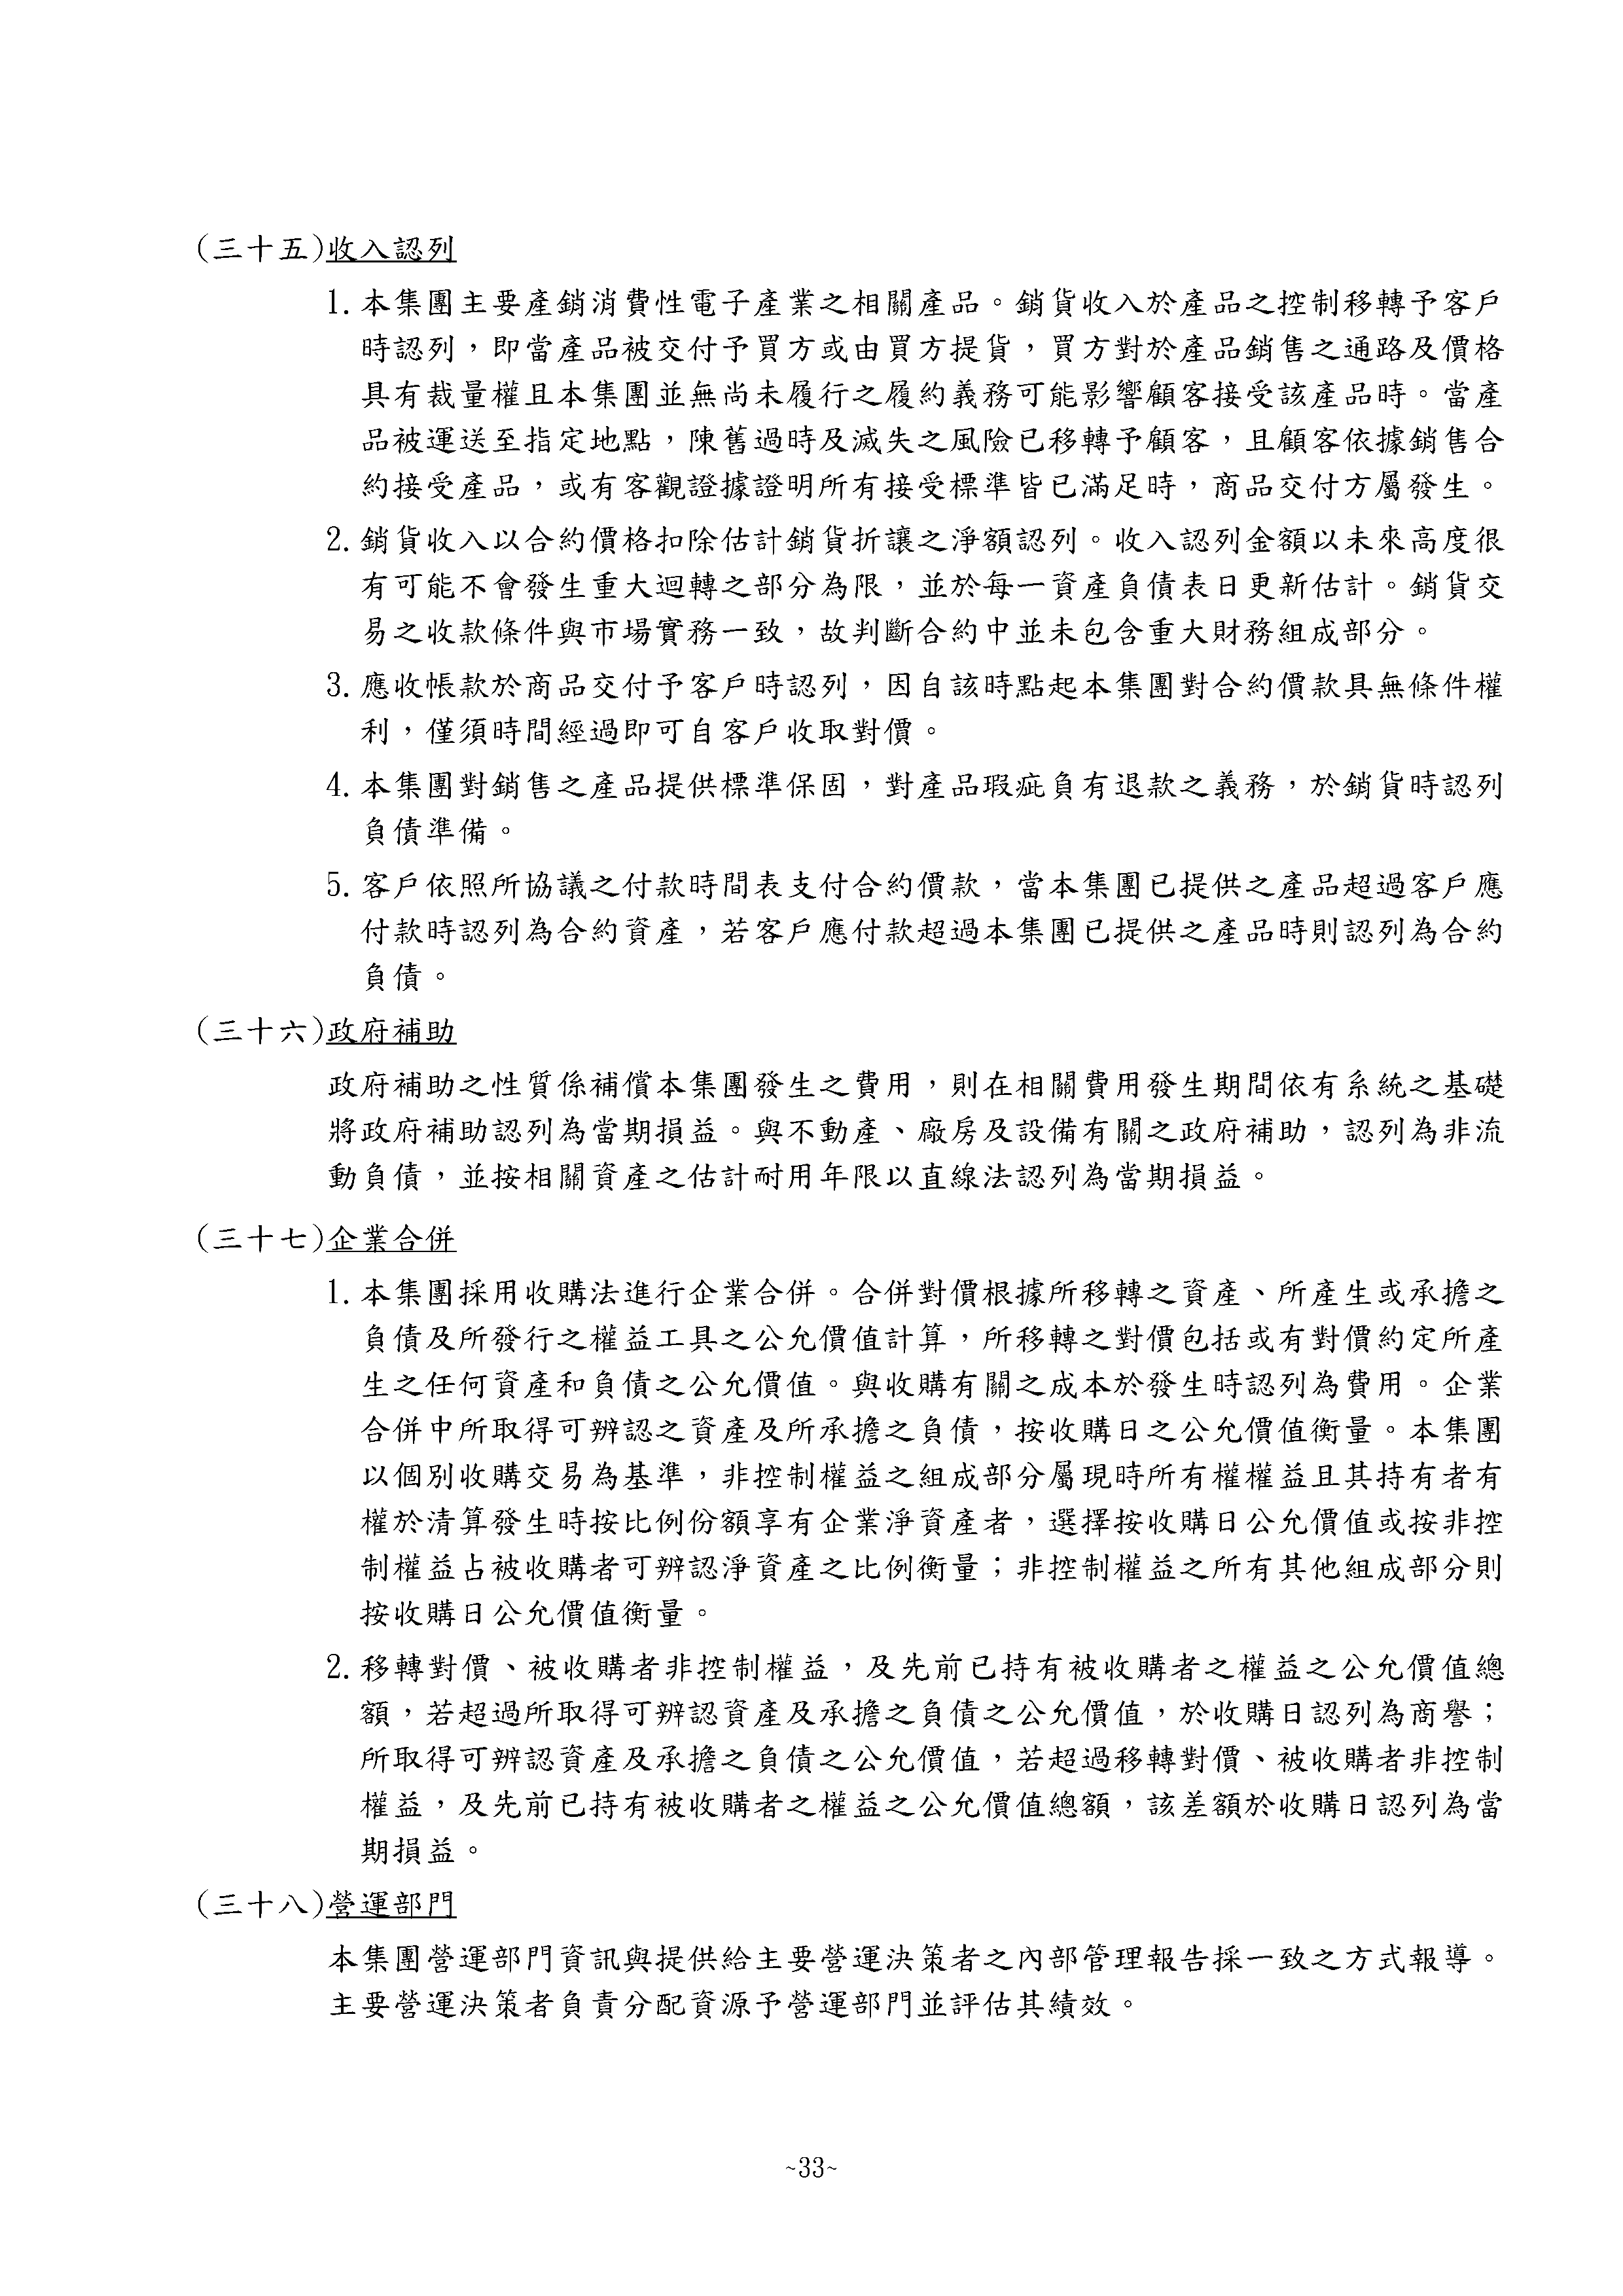 (三十五)收入認列
1.本集團主要產銷消費性電子產業之相關產品。銷貨收入於產品之控制移轉予客戶
時認列，即當產品被交付予買方或由買方提貨，買方對於產品銷售之通路及價格
具有裁量權且本集團並無尚未履行之履約義務可能影響顧客接受該產品時。當產
品被運送至指定地點，陳舊過時及滅失之風險已移轉予顧客，且顧客依據銷售合
約接受產品，或有客觀證據證明所有接受標準皆已滿足時，商品交付方屬發生。
2.銷貨收入以合約價格扣除估計銷貨折讓之淨額認列。收入認列金額以未來高度很
有可能不會發生重大迴轉之部分為限，並於每一資產負債表日更新估計。銷貨交
易之收款條件與市場實務一致，故判斷合約中並未包含重大財務組成部分。
3.應收帳款於商品交付予客戶時認列，因自該時點起本集團對合約價款具無條件權
利，僅須時間經過即可自客戶收取對價。
4.本集團對銷售之產品提供標準保固，對產品瑕疵負有退款之義務，於銷貨時認列
負債準備。
5.客戶依照所協議之付款時間表支付合約價款，當本集團已提供之產品超過客戶應
付款時認列為合約資產，若客戶應付款超過本集團已提供之產品時則認列為合約
負債。
(三十六)政府補助
政府補助之性質係補償本集團發生之費用，則在相關費用發生期間依有系統之基礎
將政府補助認列為當期損益。與不動產、廠房及設備有關之政府補助，認列為非流
動負債，並按相關資產之估計耐用年限以直線法認列為當期損益。
(三十七)企業合併
1.本集團採用收購法進行企業合併。合併對價根據所移轉之資產、所產生或承擔之
負債及所發行之權益工具之公允價值計算，所移轉之對價包括或有對價約定所產
生之任何資產和負債之公允價值。與收購有關之成本於發生時認列為費用。企業
合併中所取得可辨認之資產及所承擔之負債，按收購日之公允價值衡量。本集團
以個別收購交易為基準，非控制權益之組成部分屬現時所有權權益且其持有者有
權於清算發生時按比例份額享有企業淨資產者，選擇按收購日公允價值或按非控
制權益占被收購者可辨認淨資產之比例衡量；非控制權益之所有其他組成部分則
按收購日公允價值衡量。
2.移轉對價、被收購者非控制權益，及先前已持有被收購者之權益之公允價值總
額，若超過所取得可辨認資產及承擔之負債之公允價值，於收購日認列為商譽；
所取得可辨認資產及承擔之負債之公允價值，若超過移轉對價、被收購者非控制
權益，及先前已持有被收購者之權益之公允價值總額，該差額於收購日認列為當
期損益。
(三十八)營運部門
本集團營運部門資訊與提供給主要營運決策者之內部管理報告採一致之方式報導。
主要營運決策者負責分配資源予營運部門並評估其績效。
~33~